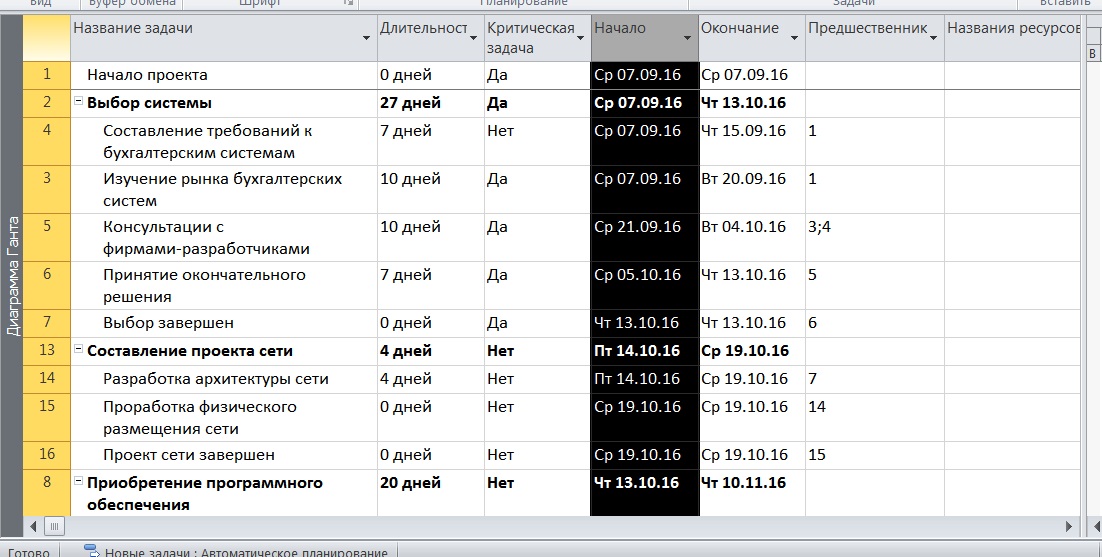 Вид Буфер обмена Шрифт Планирование Задачи Вставить
Название задачи Длительност Критическая задача Начало Окончание Предшественник Названия ресурсов
В
Диаграмма Ганта
1 Начало проекта 0 дней Да Ср 07.09.16 Ср 07.09.16
2 Выбор системы 27 дней Да Ср 07.09.16 Чт 13.10.16
4 Составление требований к 7 дней Нет Ср 07.09.16 Чт 15.09.16 1
бухгалтерским системам
3 Изучение рынка бухгалтерских 10 дней Да Ср 07.09.16 Вт 20.09.16 1
систем
5 Консультации с 10 дней Да Ср 21.09.16 Вт 04.10.16 3;4
фирмами-разработчиками
6 Принятие окончательного 7 дней Да Ср 05.10.16 Чт 13.10.16 5
решения
7 Выбор завершен 0 дней Да Чт 13.10.16 Чт 13.10.16 6
13 Составление проекта сети 4 дней Нет Пт 14.10.16 Ср 19.10.16
14 Разработка архитектуры сети 4 дней Нет Пт 14.10.16 Ср 19.10.16 7
15 Проработка физического 0 дней Нет Ср 19.10.16 Ср 19.10.16 14
размещения сети
16 Проект сети завершен 0 дней Нет Ср 19.10.16 Ср 19.10.16 15
8 Приобретение программного 20 дней Нет Чт 13.10.16 Чт 10.11.16
обеспечения
Готово Новые задачи : Автоматическое планирование